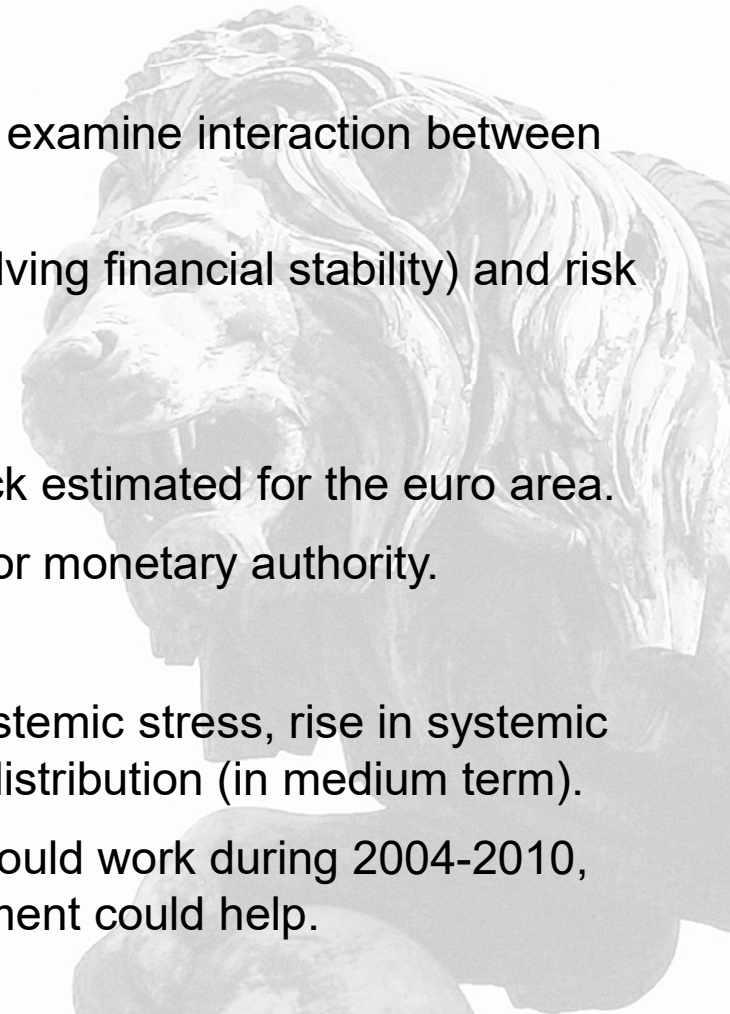 examine interaction between
lving financial stability) and risk
ck estimated for the euro area.
or monetary authority.
stemic stress, rise in systemic
distribution (in medium term).
ould work during 2004-2010,
ment could help.